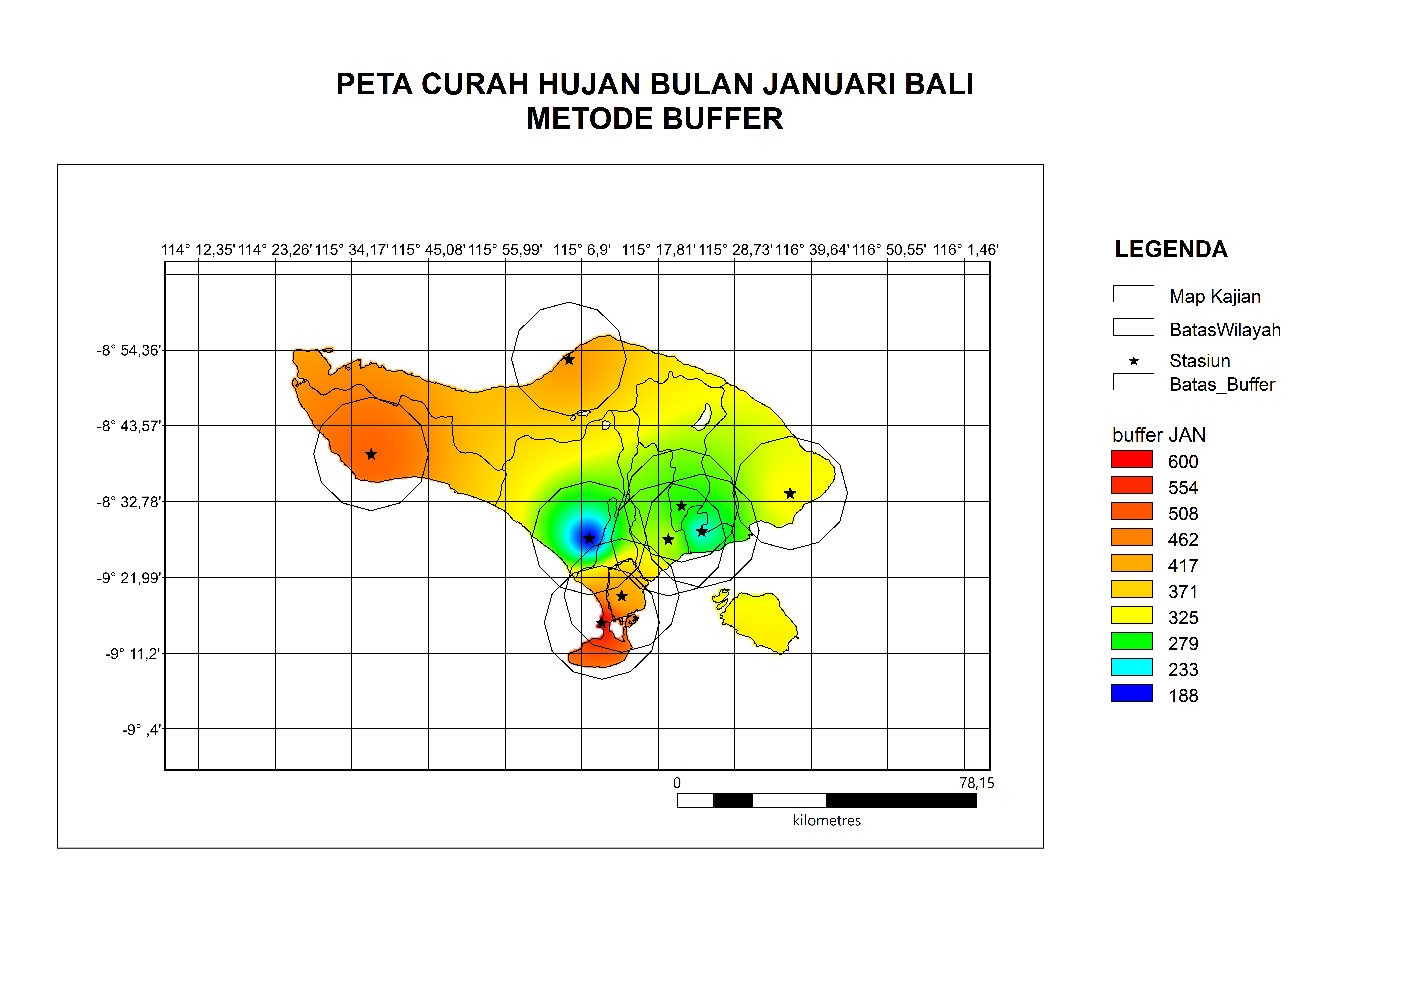 PETA CURAH HUJAN BULAN JANUARI BALI
METODE BUFFER
114° 12,35' 114° 23,26' 115° 34,17' 115° 45,08' 115° 55,99' 115° 6,9' 115° 17,81' 115° 28,73' 116° 39,64' 116° 50,55' 116° 1,46'
-8° 54,36'
-8° 43,57'
-8° 32,78'
-9° 21,99'
-9° 11,2'
-9° ,4'
0 78,15
kilometres
LEGENDA
Map Kajian
BatasWilayah
Stasiun
Batas_Buffer
buffer JAN
600
554
508
462
417
371
325
279
233
188